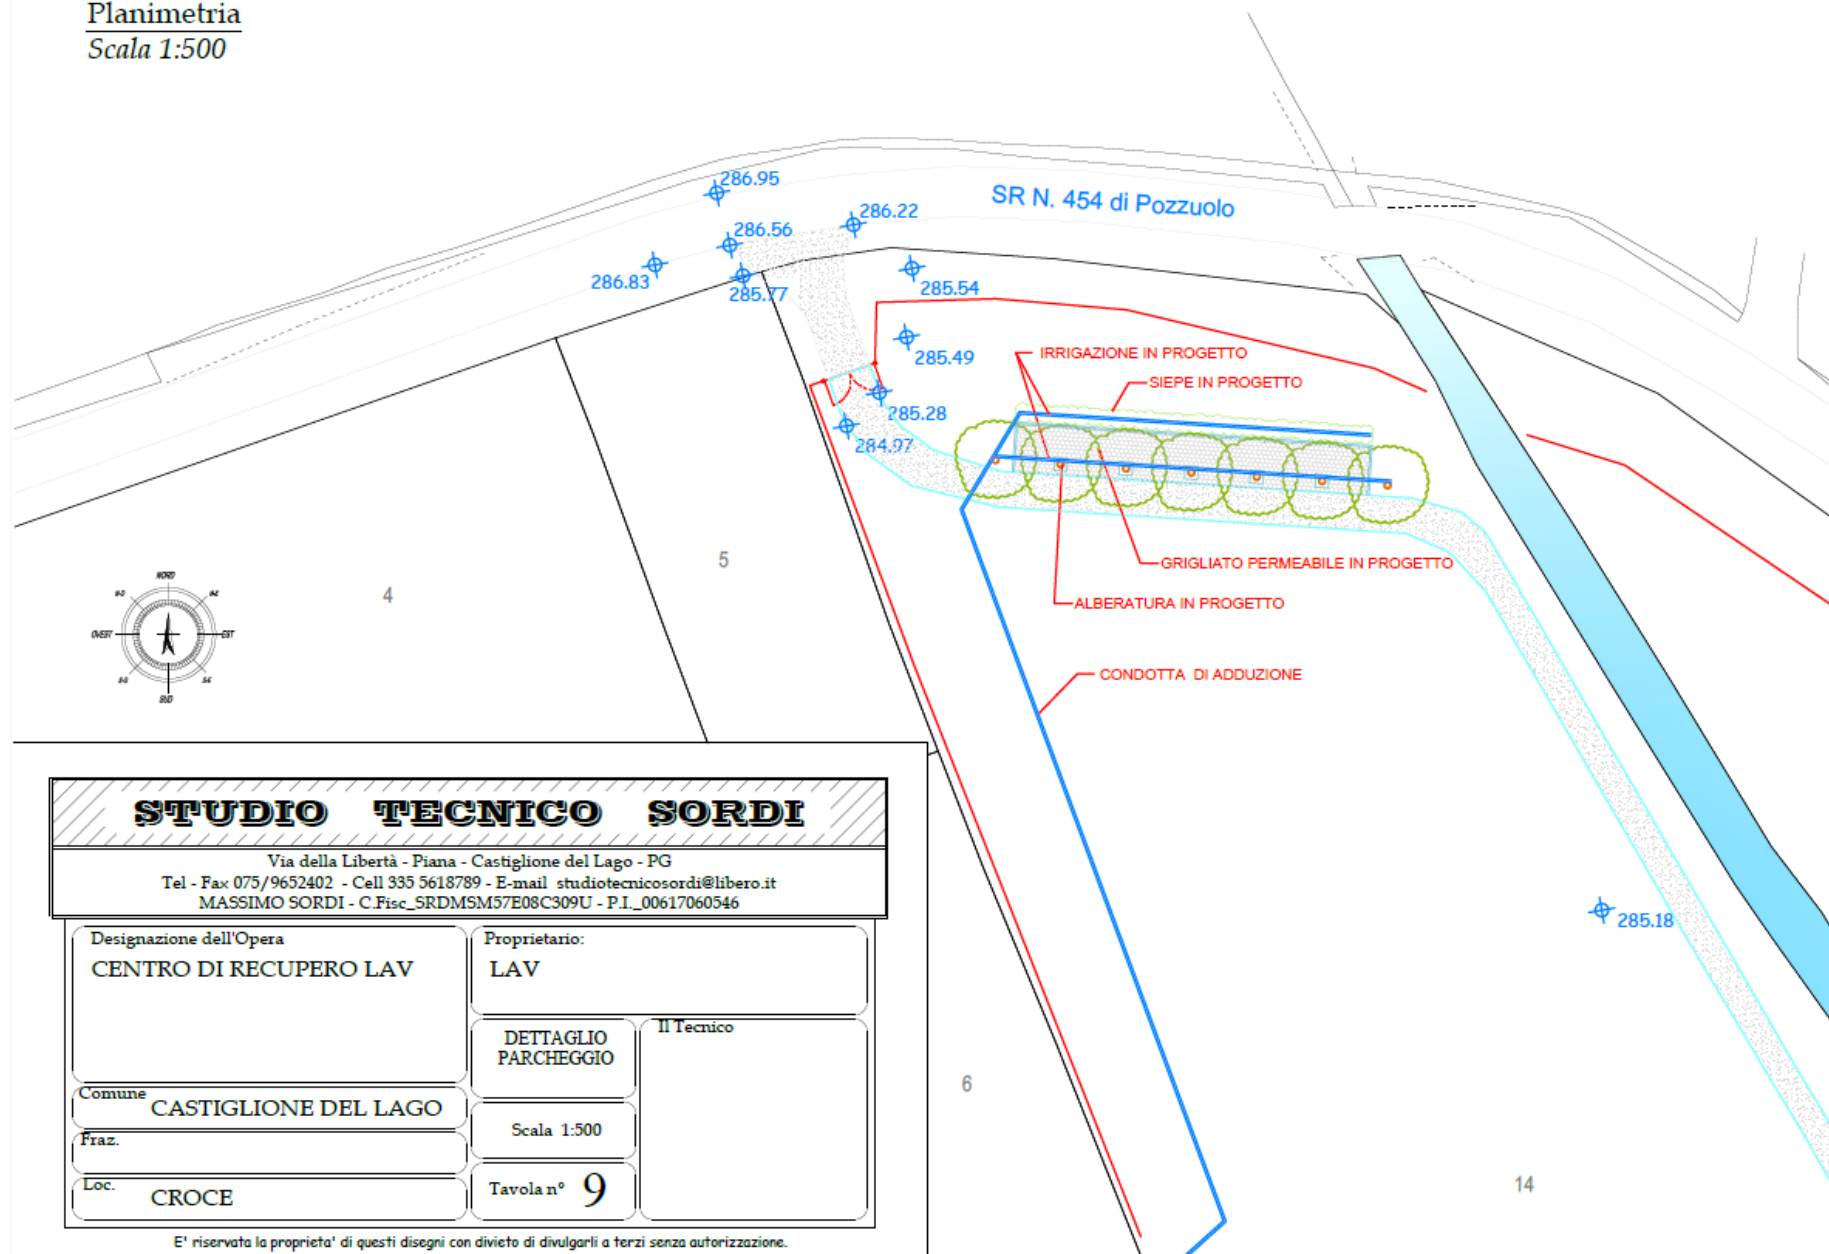 Planimetria
Scala 1:500
286.95
286.22
SR N. 454 di Pozzuolo
286.56
286.83
285.77
285.54
285.49
IRRIGAZIONE IN PROGETTO
SIEPE IN PROGETTO
285.28
284.97
GRIGLIATO PERMEABILE IN PROGETTO
5
4
ALBERATURA IN PROGETTO
NORD
N-O
N-E
OVEST
EST
S-O
S-E
SUD
CONDOTTA DI ADDUZIONE
285.18
6
14
STUDIO TECNICO SORDI
Via della Libertà - Piana - Castiglione del Lago - PG
Tel - Fax 075/9652402 - Cell 335 5618789 - E-mail studiotecnicosordi@libero.it
MASSIMO SORDI - C.Fisc_SRDMSM57E08C309U - P.I._00617060546
Designazione dell'Opera
CENTRO DI RECUPERO LAV
Proprietario:
LAV
DETTAGLIO
PARCHEGGIO
Il Tecnico
Comune
CASTIGLIONE DEL LAGO
Scala 1:500
Fraz.
Loc.
CROCE
Tavola n° 9
E' riservata la proprieta' di questi disegni con divieto di divulgarli a terzi senza autorizzazione.